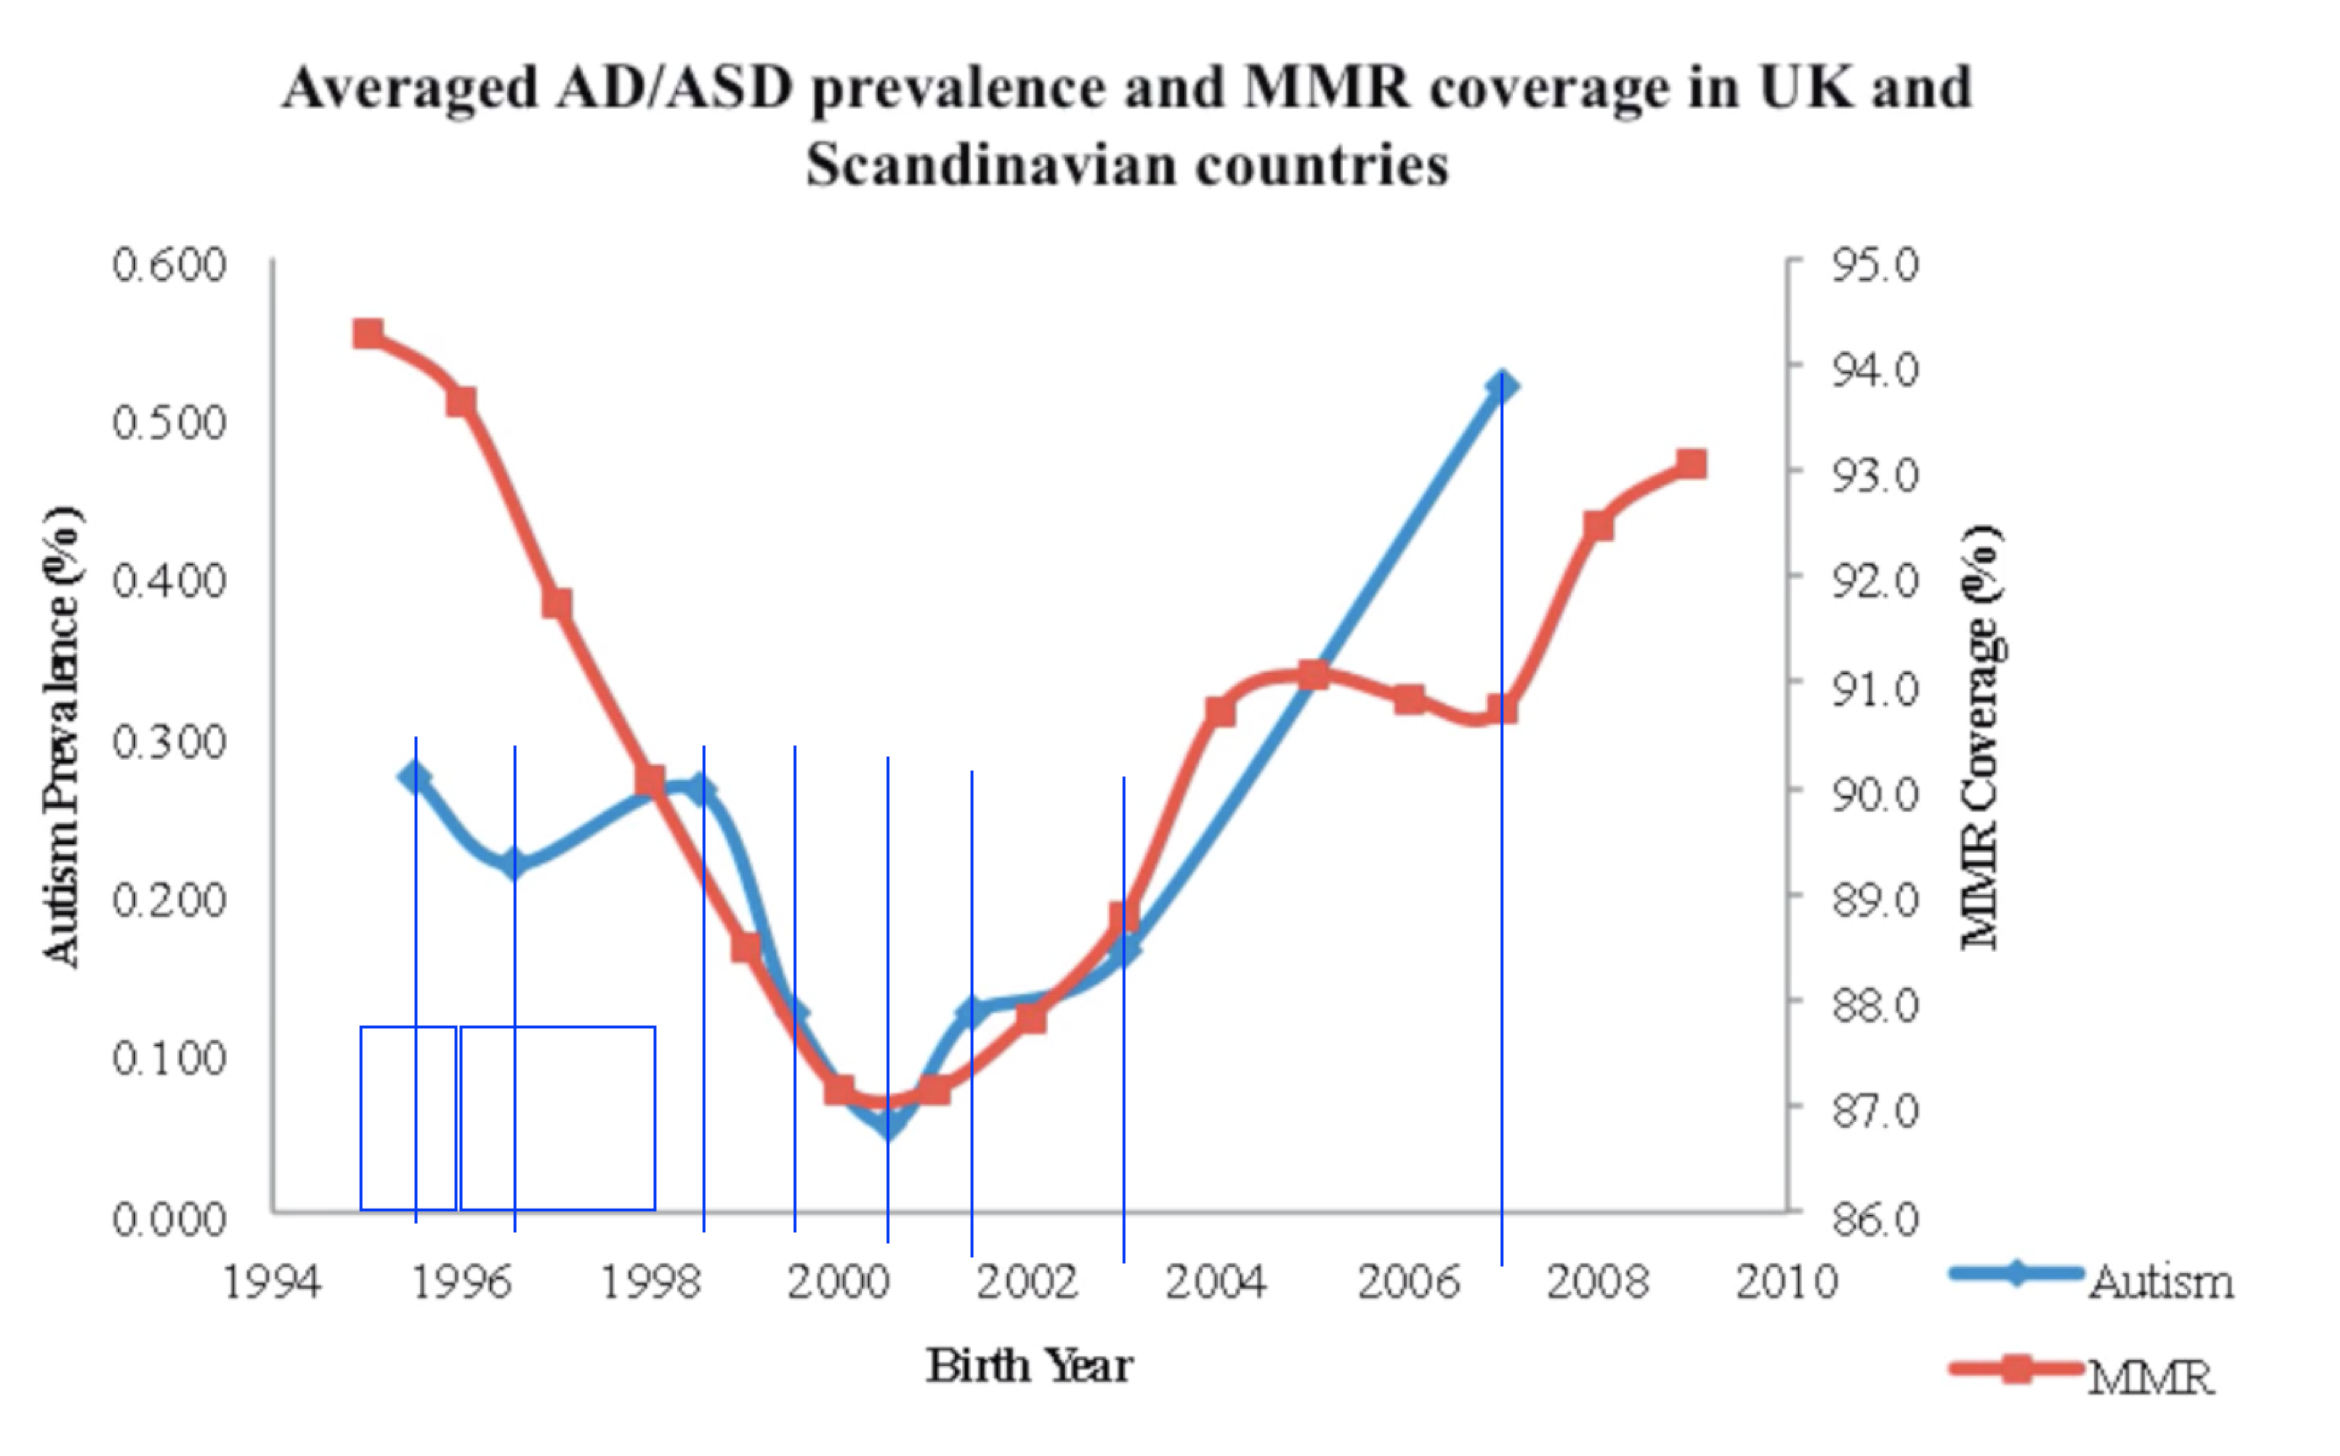 Averaged AD/ASD prevalence and MMR coverage in UK and
Scandinavian countries
0.600
0.500
0.400
0.300
0.200
0.100
0.000
Autism Prevalence (%)
95.0
94.0
93.0
92.0
91.0
90.0
89.0
88.0
87.0
86.0
MMR Coverage (%)
1994 1996 1998 2000 2002 2004 2006 2008 2010
Birth Year
Autism
MMR